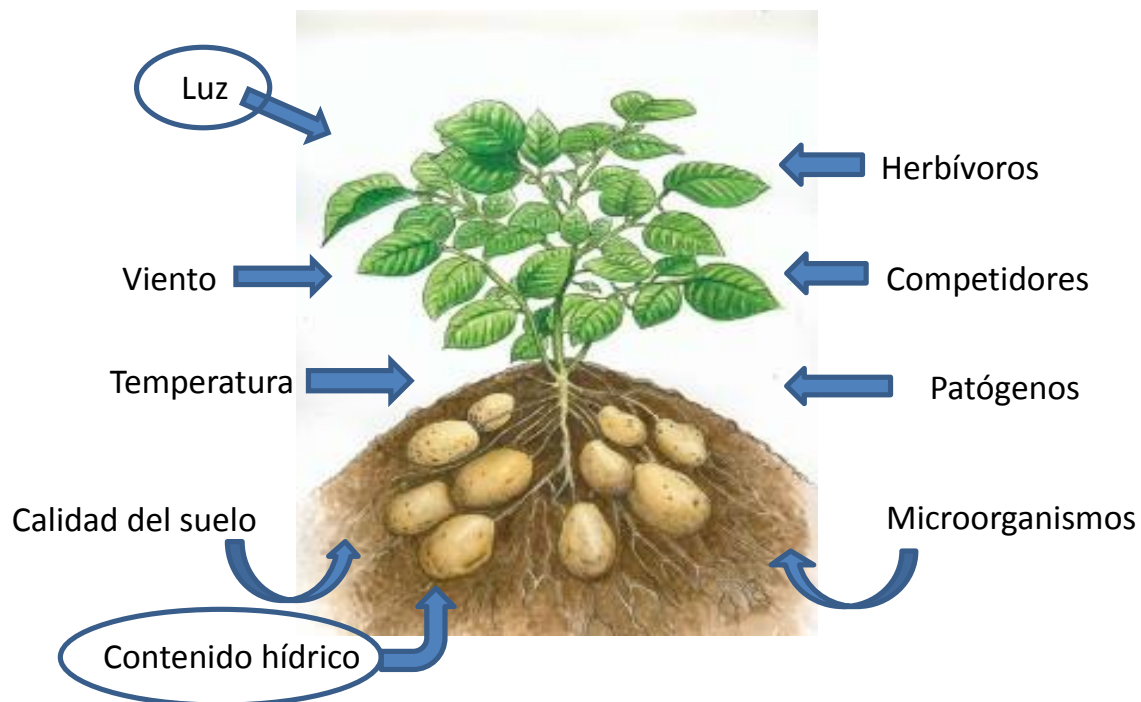 Luz
Herbívoros
Viento
Competidores
Temperatura
Patógenos
Calidad del suelo
Microorganismos
Contenido hídrico